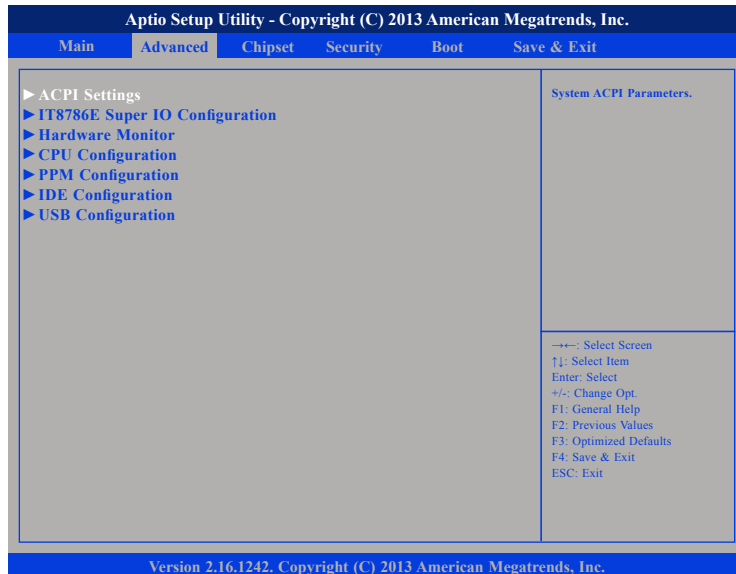 Aptio Setup Utility - Copyright (C) 2013 American Megatrends, Inc.
Main Advanced Chipset Security Boot Save & Exit
►ACPI Settings
►IT8786E Super IO Configuration
►Hardware Monitor
►CPU Configuration
►PPM Configuration
►IDE Configuration
►USB Configuration
System ACPI Parameters.
→←: Select Screen
↑↓: Select Item
Enter: Select
+/-: Change Opt.
F1: General Help
F2: Previous Values
F3: Optimized Defaults
F4: Save & Exit
ESC: Exit
Version 2.16.1242. Copyright (C) 2013 American Megatrends, Inc.